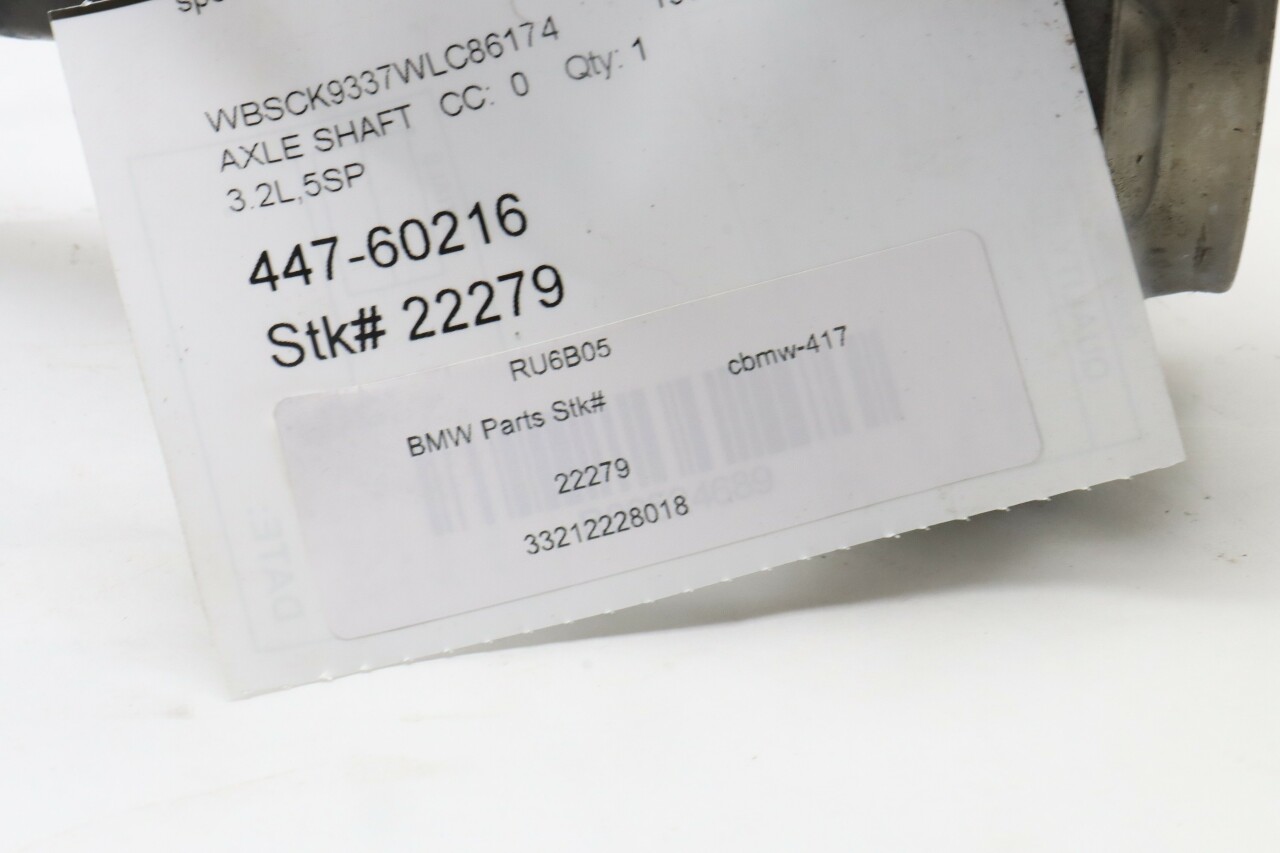 WBSCK9337WLC86174
AXLE SHAFT CC: 0 Qty: 1
3.2L,5SP
447-60216
Stk# 22279
RU6B05 cbmw-417
BMW Parts Stk#
22279
33212228018
DATE